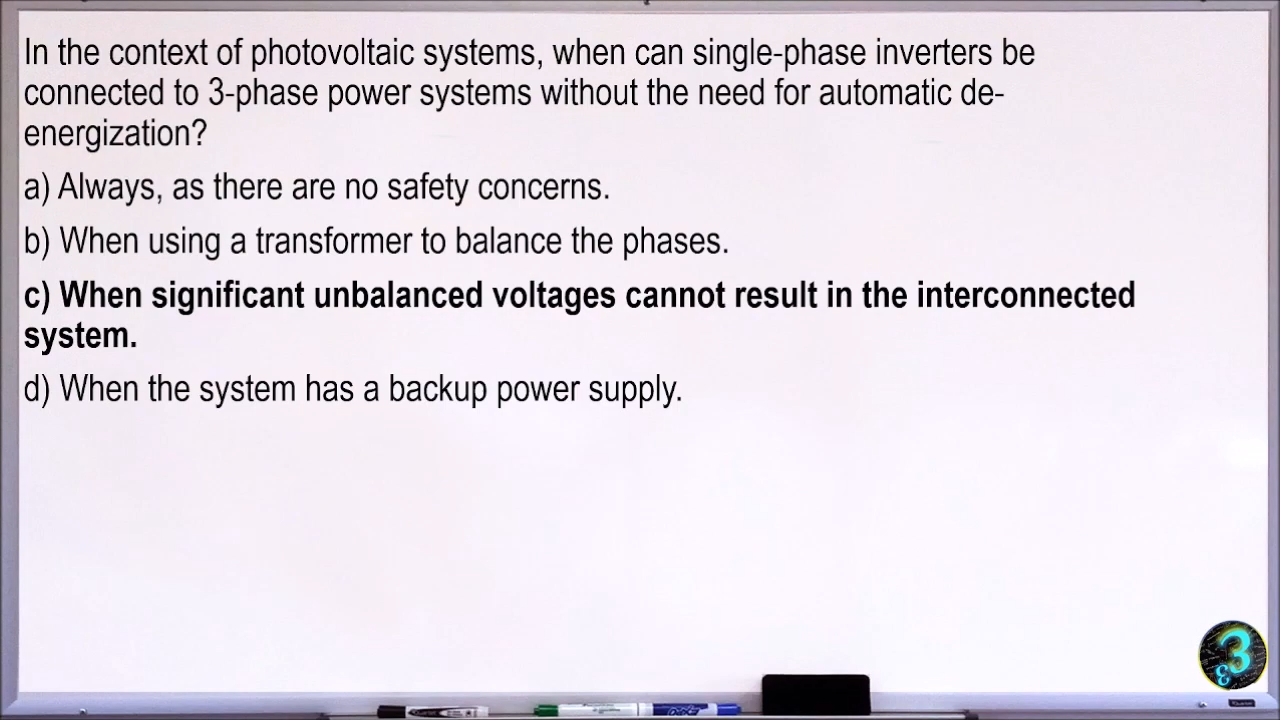 In the context of photovoltaic systems, when can single-phase inverters be
connected to 3-phase power systems without the need for automatic de-
energization?
a) Always, as there are no safety concerns.
b) When using a transformer to balance the phases.
c) When significant unbalanced voltages cannot result in the interconnected
system.
d) When the system has a backup power supply.
3